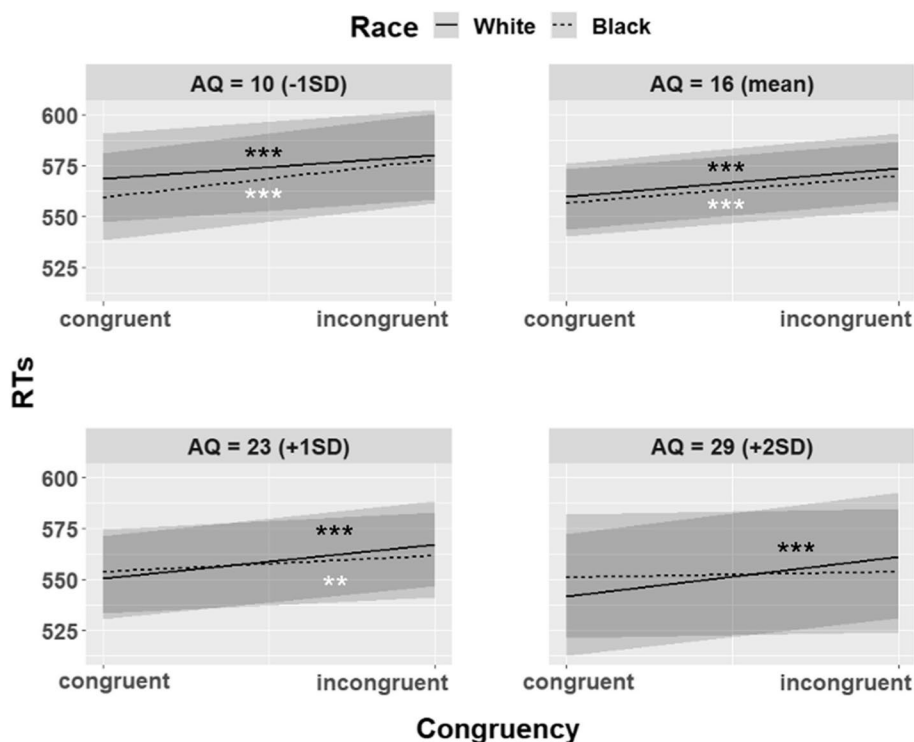 Race White Black
AQ = 10 (-1SD)
600
575
550
525
***
***
congruent incongruent
AQ = 16 (mean)
***
***
congruent incongruent
RTs
AQ = 23 (+1SD)
600
575
550
525
***
**
congruent incongruent
AQ = 29 (+2SD)
***
congruent incongruent
Congruency